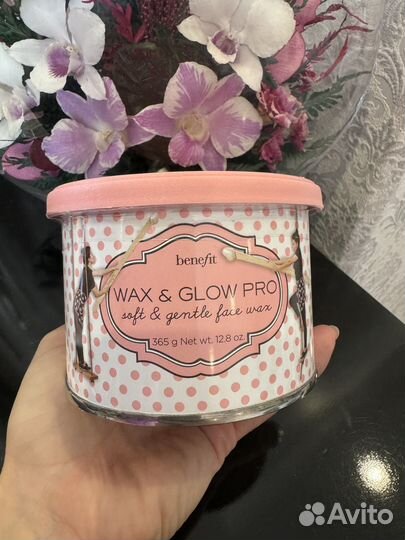 benefit
WAX & GLOW PRO
soft & gentle face wax
365 g Net wt. 12.8 oz
Avito